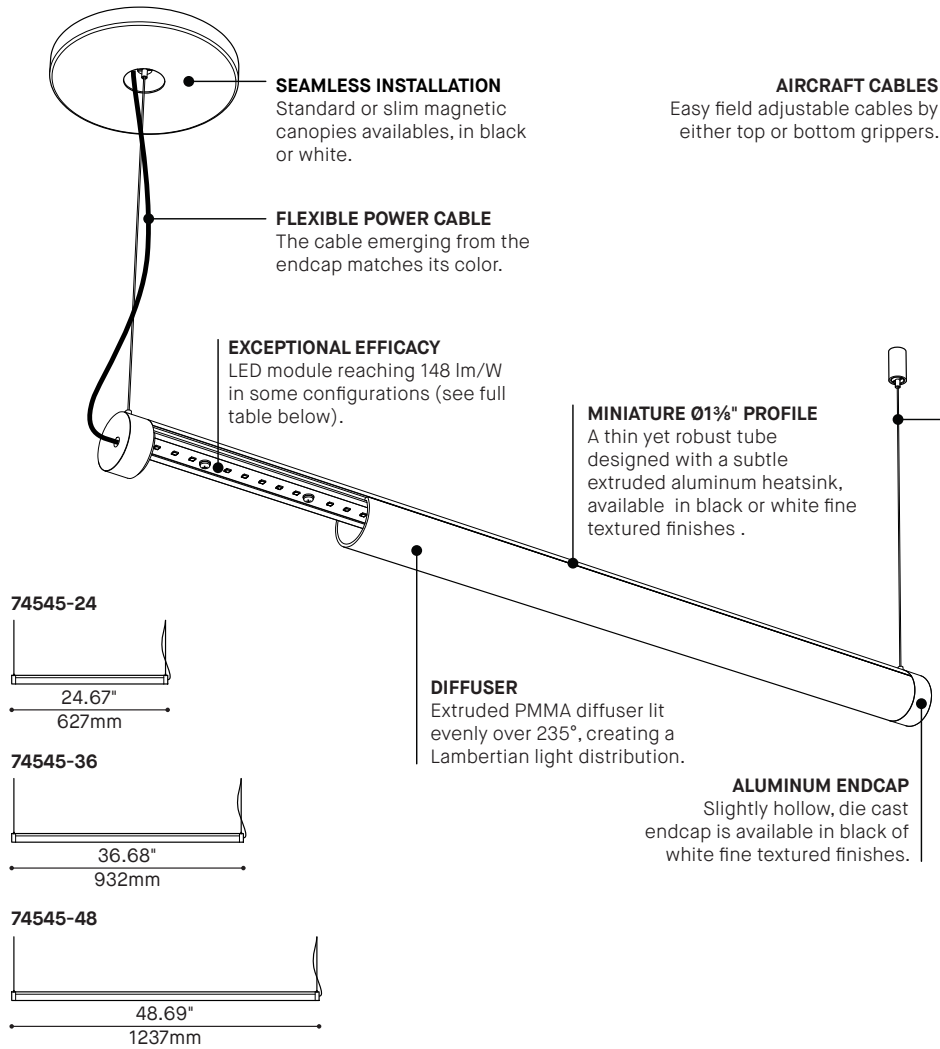 SEAMLESS INSTALLATION
Standard or slim magnetic
canopies availables, in black
or white.
AIRCRAFT CABLES
Easy field adjustable cables by
either top or bottom grippers.
FLEXIBLE POWER CABLE
The cable emerging from the
endcap matches its color.
EXCEPTIONAL EFFICACY
LED module reaching 148 lm/W
in some configurations (see full
table below).
MINIATURE Ø1⅜" PROFILE
A thin yet robust tube
designed with a subtle
extruded aluminum heatsink,
available in black or white fine
textured finishes .
DIFFUSER
Extruded PMMA diffuser lit
evenly over 235°, creating a
Lambertian light distribution.
ALUMINUM ENDCAP
Slightly hollow, die cast
endcap is available in black of
white fine textured finishes.
74545-24
24.67"
627mm
74545-36
36.68"
932mm
74545-48
48.69"
1237mm